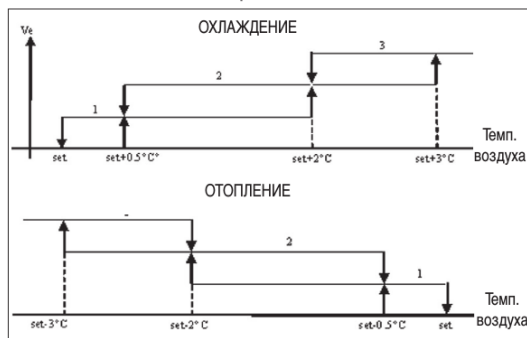 ОХЛАЖДЕНИЕ
Ve
3
2
1
Темп.
воздуха
set
set+0.5°C*
set+2°C
set+3°C
ОТОПЛЕНИЕ
-
2
1
Темп.
воздуха
set-3°C
set-2°C
set-0.5°C
set